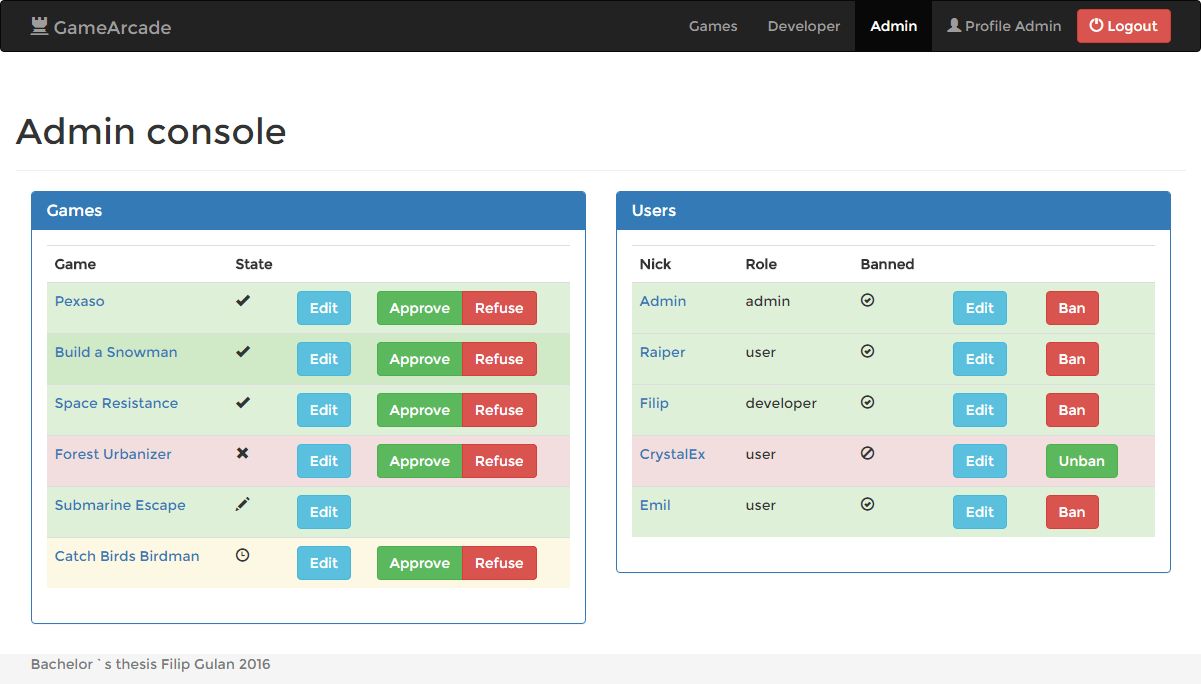 GameArcade Games Developer Admin Profile Admin Logout
Admin console
Games
Game State
Pexaso Edit Approve Refuse
Build a Snowman Edit Approve Refuse
Space Resistance Edit Approve Refuse
Forest Urbanizer Edit Approve Refuse
Submarine Escape Edit
Catch Birds Birdman Edit Approve Refuse
Users
Nick Role Banned
Admin admin Edit Ban
Raiper user Edit Ban
Filip developer Edit Ban
CrystalEx user Edit Unban
Emil user Edit Ban
Bachelor`s thesis Filip Gulan 2016